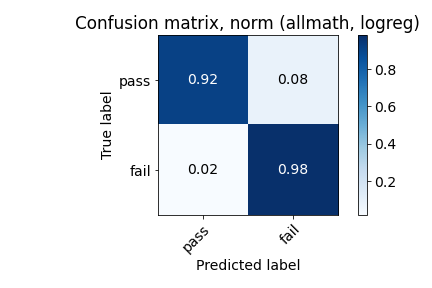 Confusion matrix, norm (allmath, logreg)
pass
0.92
0.08
fail
0.02
0.98
True label
pass
fail
Predicted label
0.8
0.6
0.4
0.2